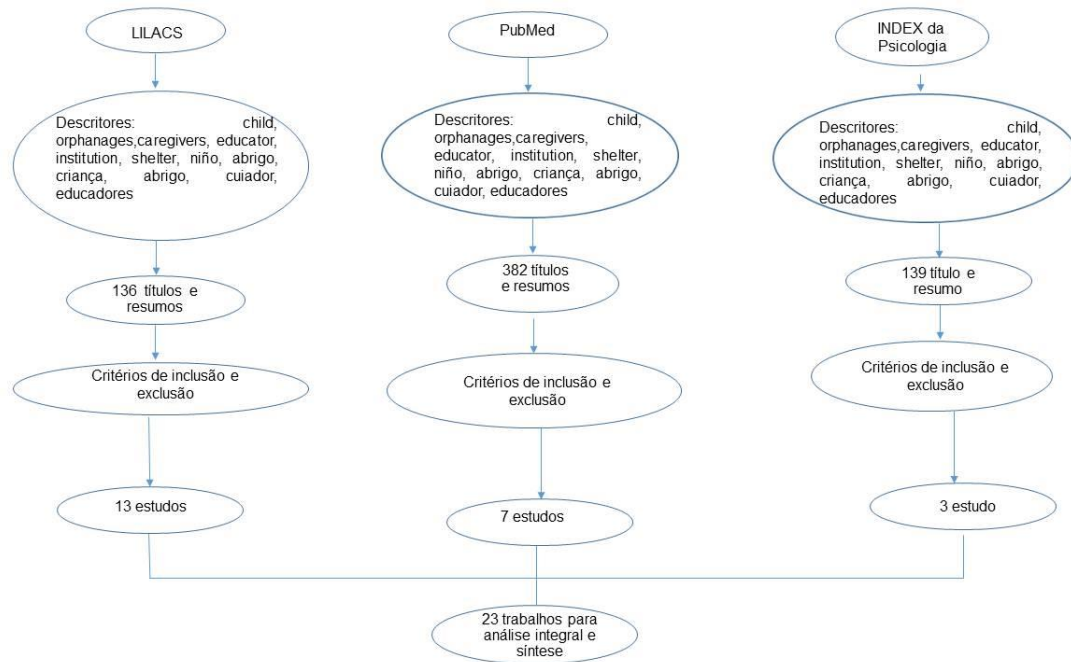 LILACS
Descritores: child,
orphanages,caregivers, educator,
institution, shelter, niño, abrigo,
criança, abrigo, cuiador,
educadores
136 títulos e
resumos
Critérios de inclusão e
exclusão
13 estudos
PubMed
Descritores: child,
orphanages,caregivers,
educator, institution, shelter,
niño, abrigo, criança, abrigo,
cuiador, educadores
382 títulos
e resumos
Critérios de inclusão e
exclusão
7 estudos
INDEX da
Psicologia
Descritores: child,
orphanages,caregivers, educator,
institution, shelter, niño, abrigo,
criança, abrigo, cuiador,
educadores
139 título e
resumo
Critérios de inclusão e
exclusão
3 estudo
23 trabalhos para
análise integral e
síntese